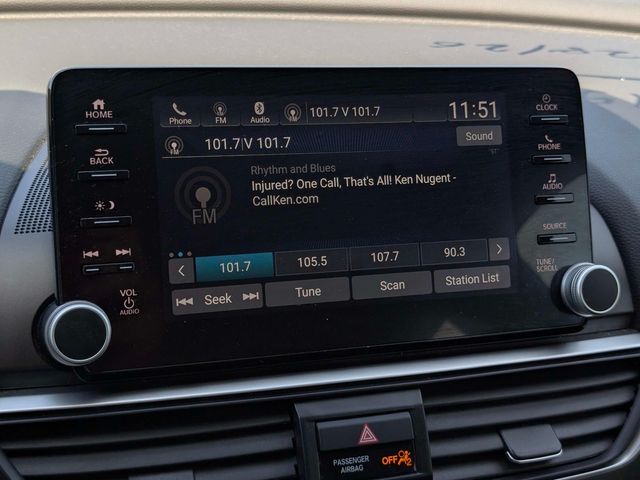 HOME
Phone FM Audio 101.7 V 101.7 11:51
CLOCK
101.7 V 101.7 Sound
PHONE
BACK
FM
Rhythm and Blues
Injured? One Call, That's All! Ken Nugent -
CallKen.com
FM
AUDIO
SOURCE
101.7 105.5 107.7 90.3
Seek Tune Scan Station List
TUNE/
SCROLL
VOL
AUDIO
PASSENGER
AIRBAG OFF 2